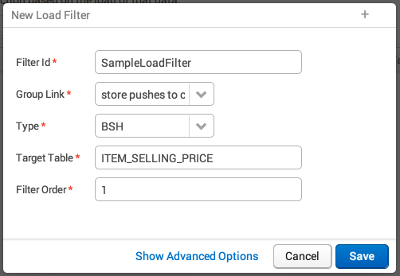 New Load Filter
Filter Id * SampleLoadFilter
Group Link * store pushes to c
Type * BSH
Target Table * ITEM_SELLING_PRICE
Filter Order * 1
Show Advanced Options Cancel Save